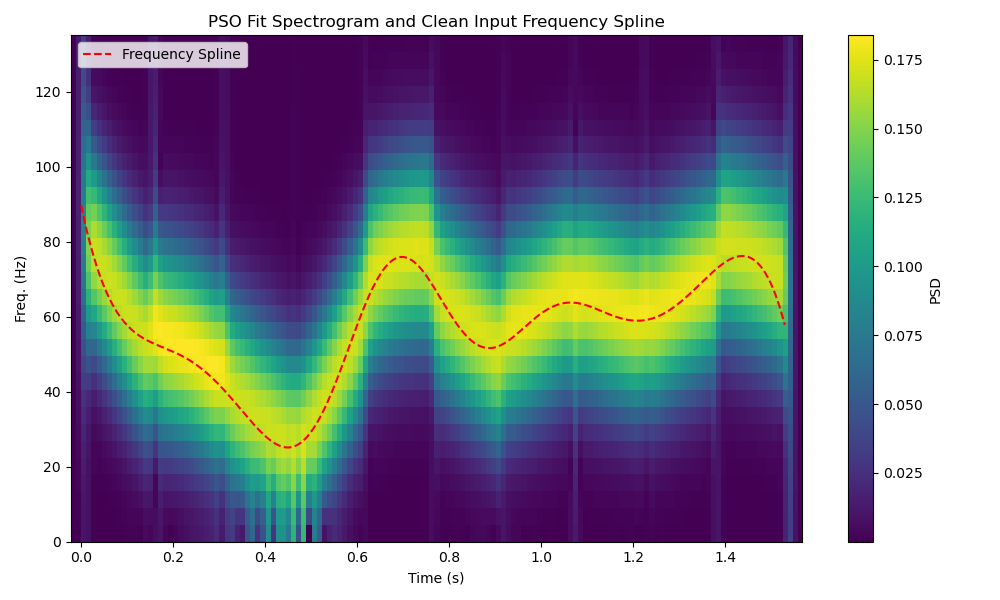 PSO Fit Spectrogram and Clean Input Frequency Spline
Frequency Spline
Freq. (Hz)
120
100
80
60
40
20
0
0.0 0.2 0.4 0.6 0.8 1.0 1.2 1.4
Time (s)
0.175
0.150
0.125
0.100
0.075
0.050
0.025
PSD